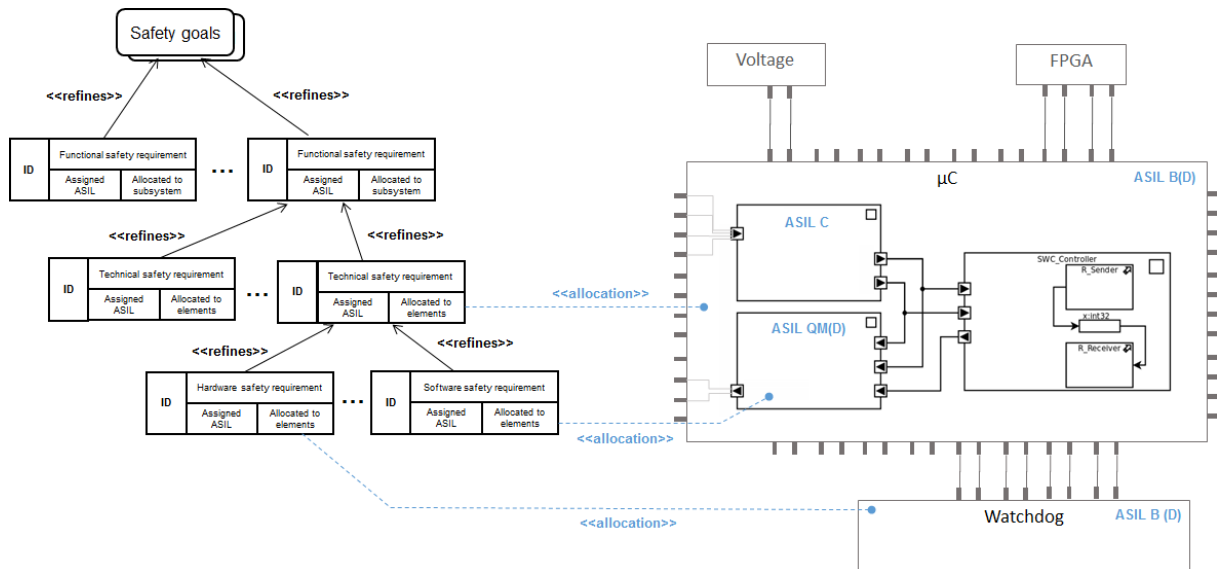 Safety goals
<<refines>>
<<refines>>
ID
Functional safety requirement
Assigned
ASIL
Allocated to
subsystem
...
ID
Functional safety requirement
Assigned
ASIL
Allocated to
subsystem
<<refines>>
<<refines>>
ID
Technical safety requirement
Assigned
ASIL
Allocated to
elements
...
ID
Technical safety requirement
Assigned
ASIL
Allocated to
elements
<<refines>>
<<refines>>
ID
Hardware safety requirement
Assigned
ASIL
Allocated to
elements
...
ID
Software safety requirement
Assigned
ASIL
Allocated to
elements
<<allocation>>
<<allocation>>
<<allocation>>
Voltage
FPGA
µC
ASIL B(D)
ASIL C
ASIL QM(D)
SWC_Controller
R_Sender
x:int32
R_Receiver
Watchdog
ASIL B (D)